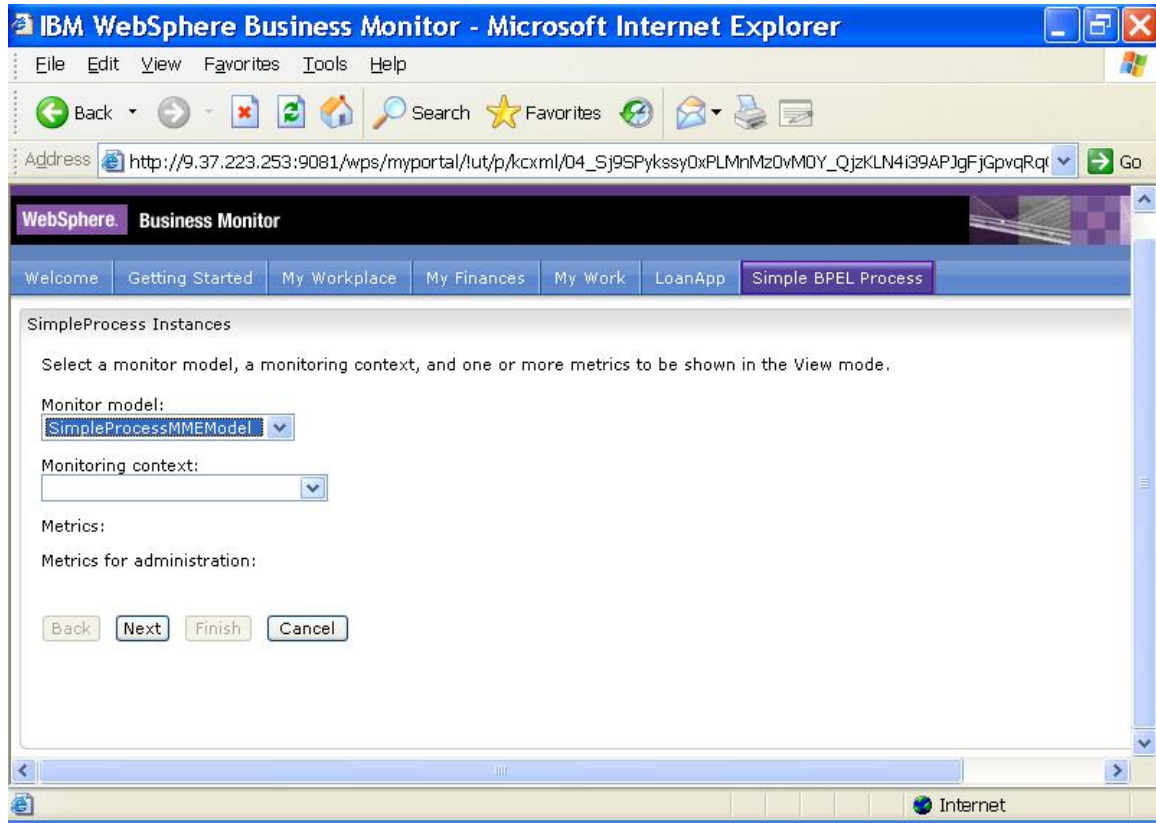 IBM WebSphere Business Monitor - Microsoft Internet Explorer
File Edit View Favorites Tools Help
Back Search Favorites
Address http://9.37.223.253:9081/wps/myportal/!ut/p/kcxml/04_Sj9SPykssy0xPLMnMz0vM0Y_QjzKLN4i39APJgFjGpvqRq Go
WebSphere. Business Monitor
Welcome Getting Started My Workplace My Finances My Work LoanApp Simple BPEL Process
SimpleProcess Instances
Select a monitor model, a monitoring context, and one or more metrics to be shown in the View mode.
Monitor model:
SimpleProcessMMEModel
Monitoring context:
Metrics:
Metrics for administration:
Back Next Finish Cancel
Internet